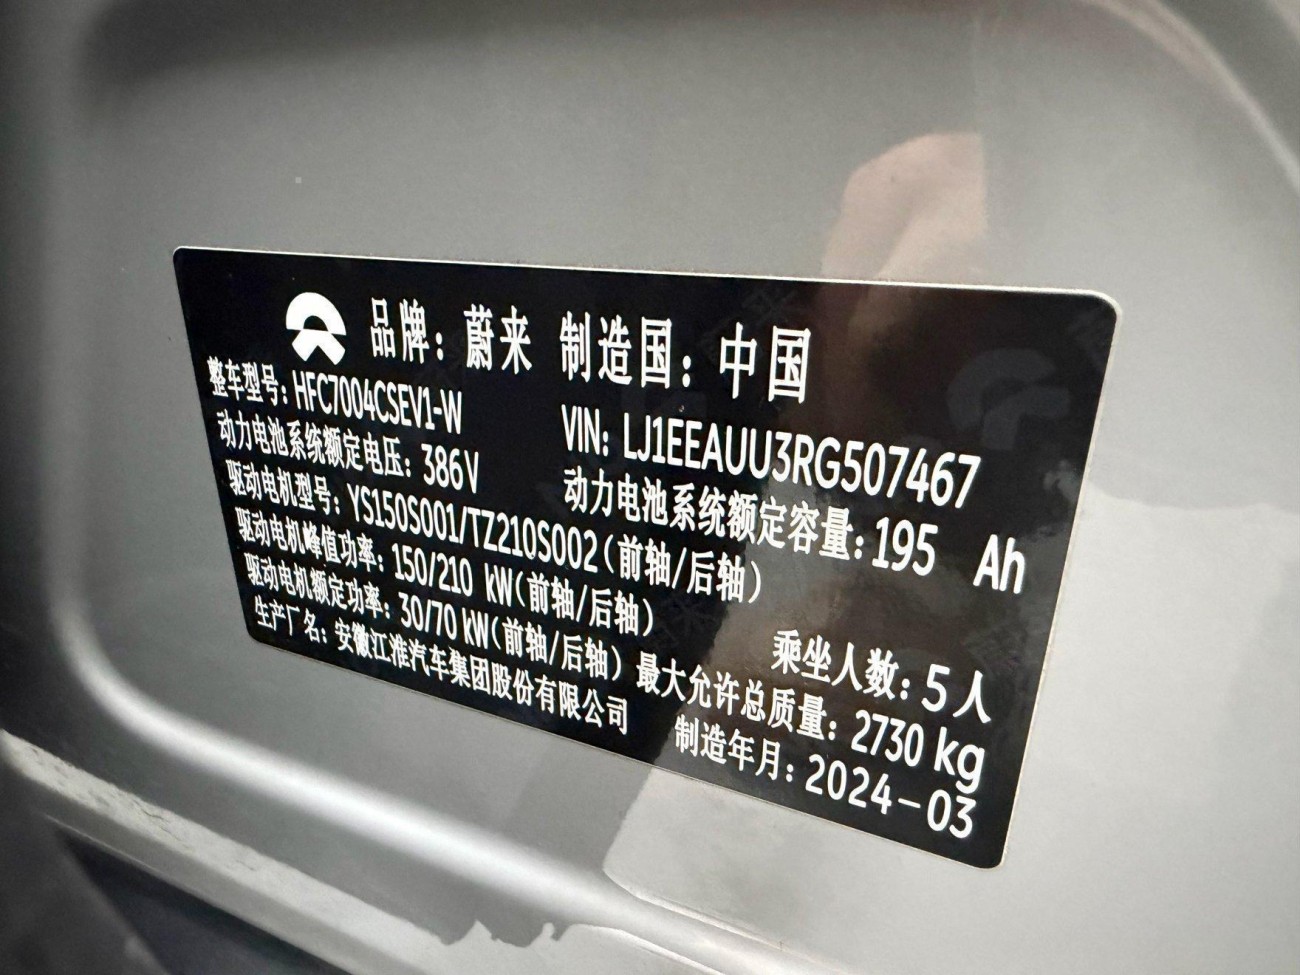 品牌：蔚来 制造国：中国
整车型号：HFC7004CSEV1-W VIN: LJ1EEAUU3RG507467
动力电池系统额定电压：386V 动力电池系统额定容量：195 Ah
驱动电机型号：YS150S001/TZ210S002(前轴/后轴)
驱动电机峰值功率：150/210 kW(前轴/后轴) 乘坐人数：5人
驱动电机额定功率：30/70 kW(前轴/后轴) 最大允许总质量：2730 kg
生产厂名：安徽江淮汽车集团股份有限公司 制造年月：2024-03